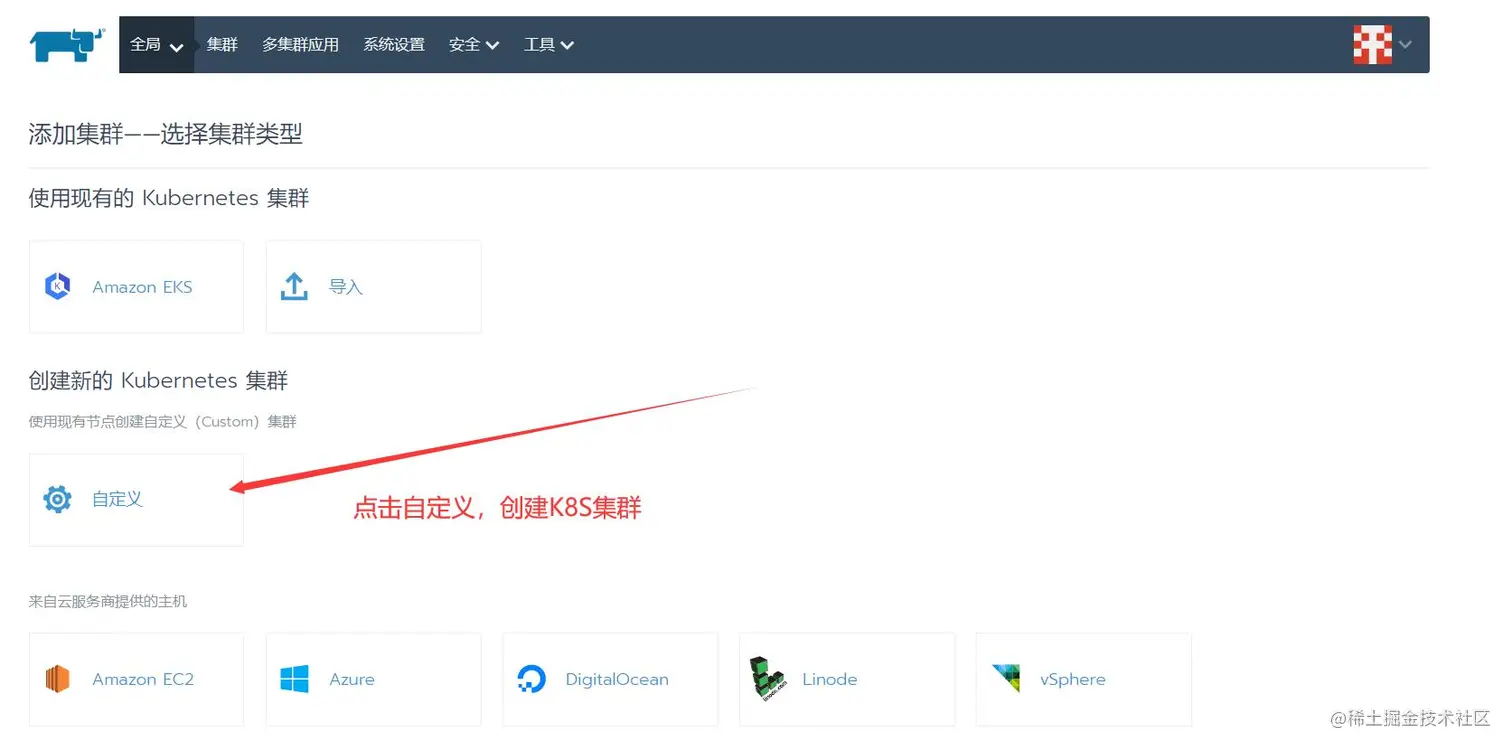 全局 集群 多集群应用 系统设置 安全 工具
添加集群——选择集群类型
使用现有的 Kubernetes 集群
Amazon EKS 导入
创建新的 Kubernetes 集群
使用现有节点创建自定义（Custom）集群
自定义
点击自定义，创建K8S集群
来自云服务商提供的主机
Amazon EC2 Azure DigitalOcean Linode vSphere
linode.com
@稀土掘金技术社区